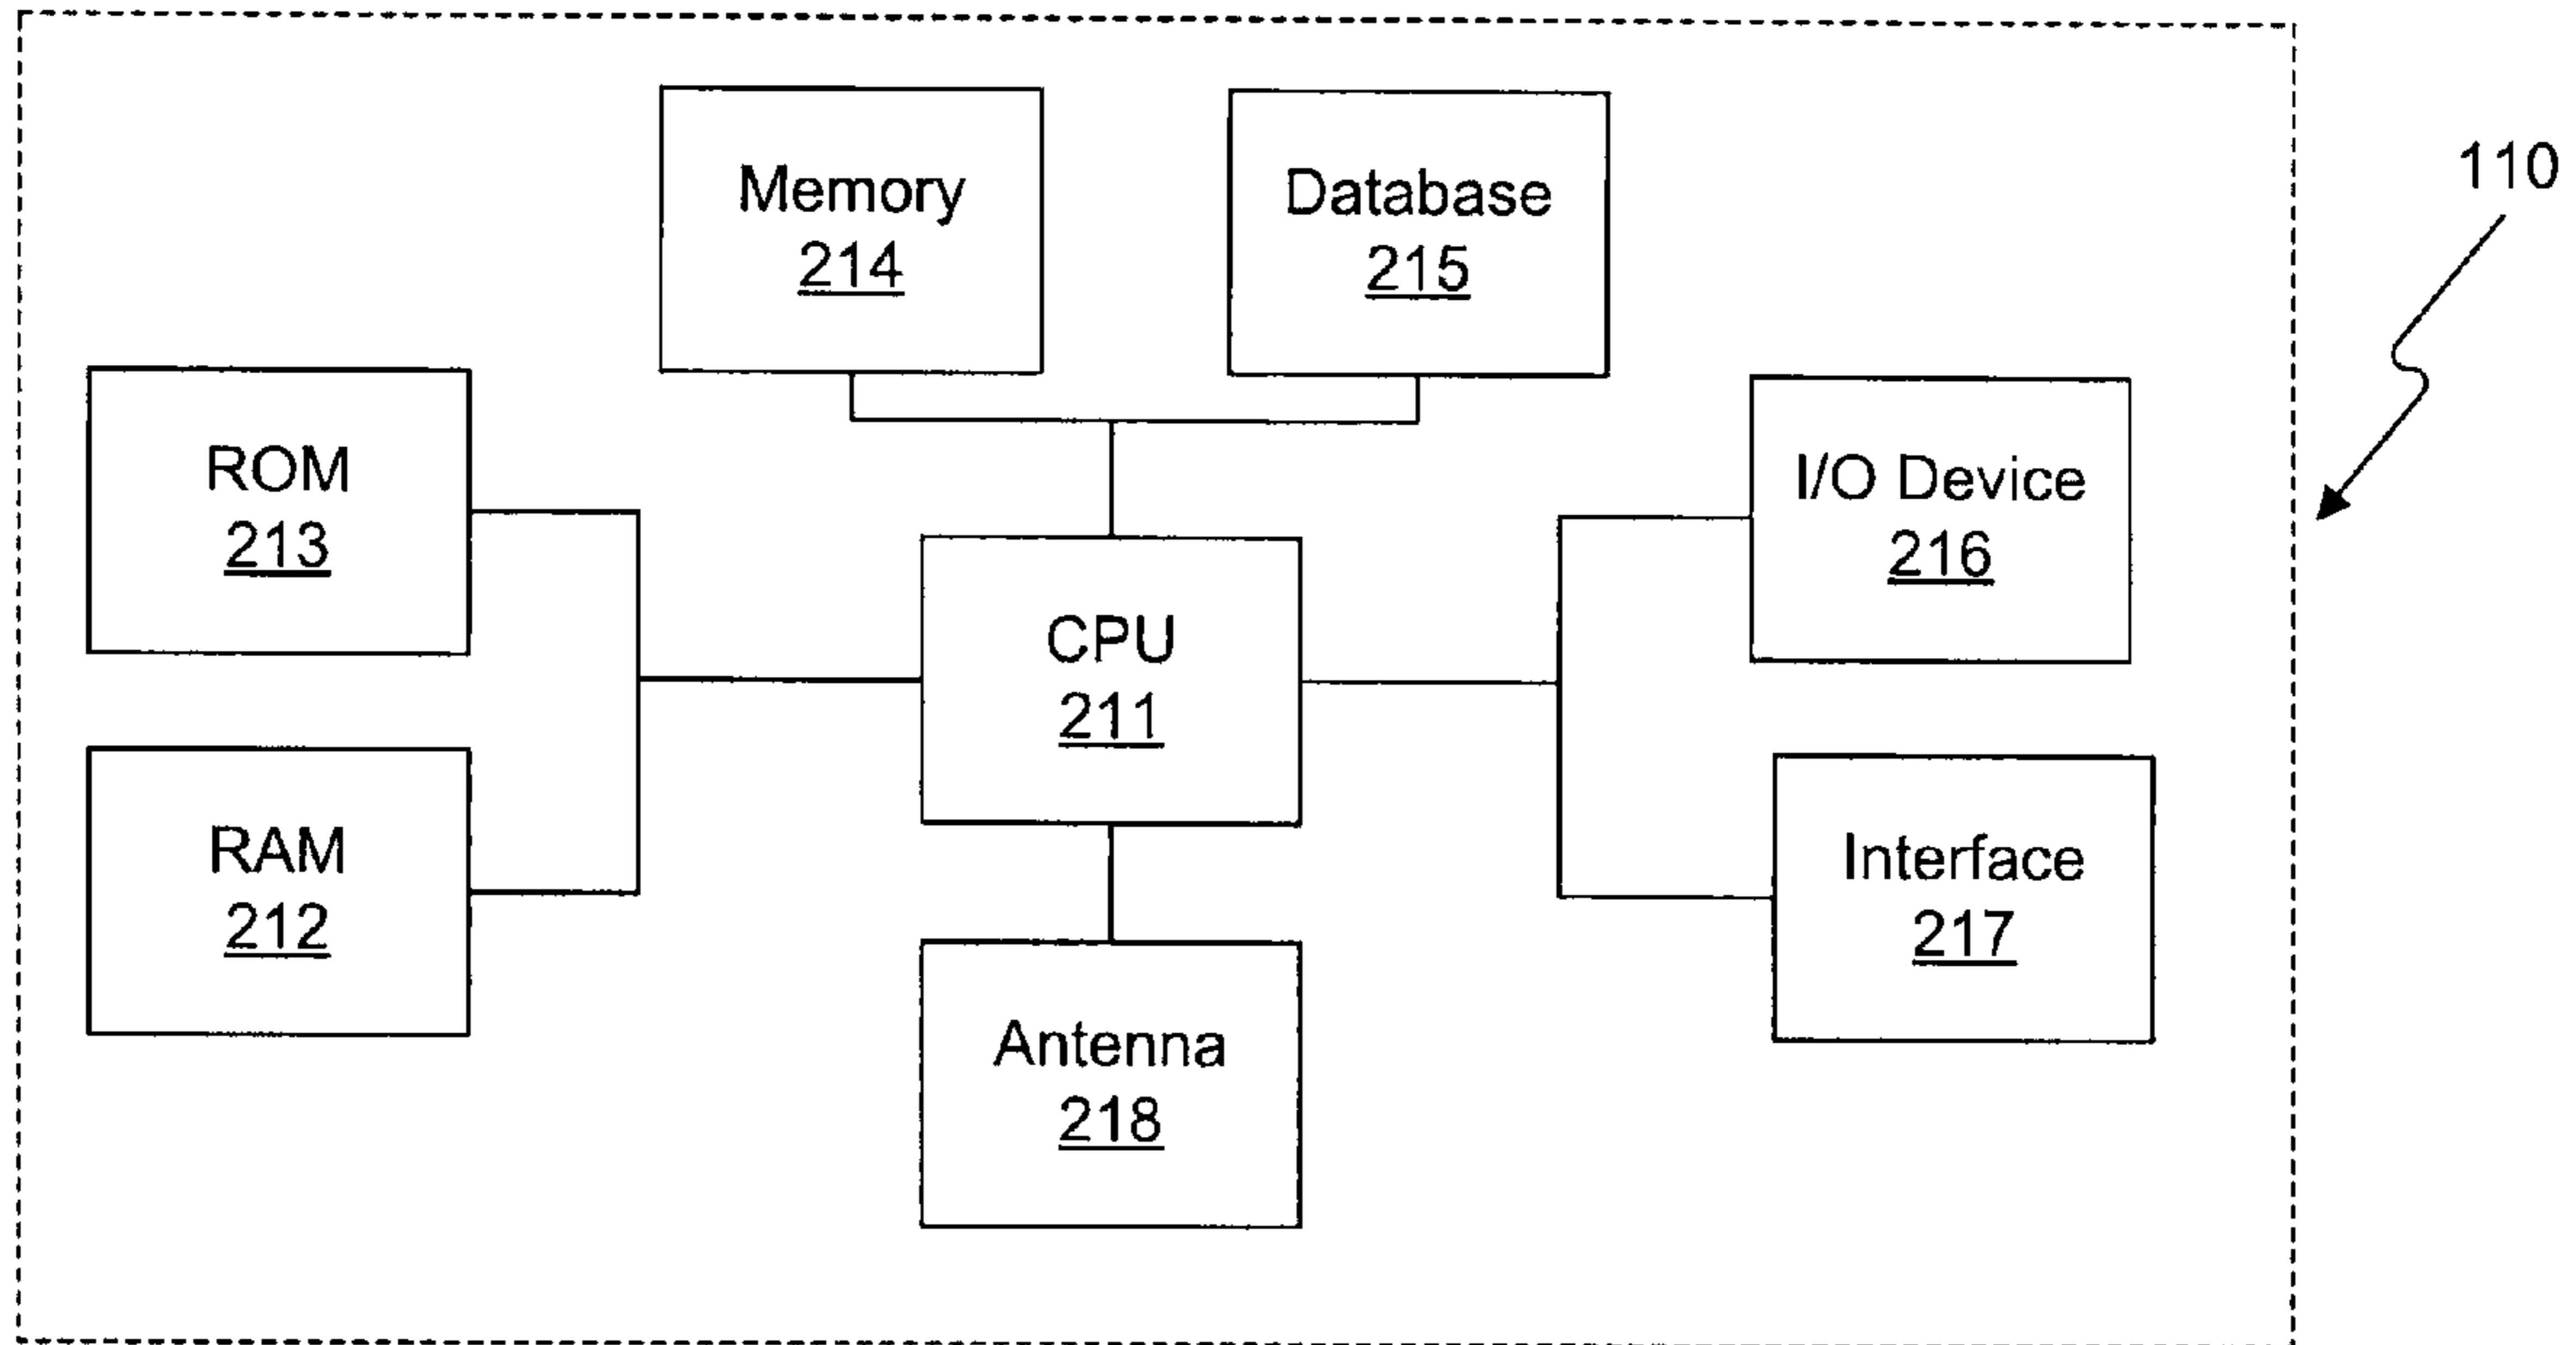 Memory
214
Database
215
110
ROM
213
I/O Device
216
CPU
211
RAM
212
Interface
217
Antenna
218